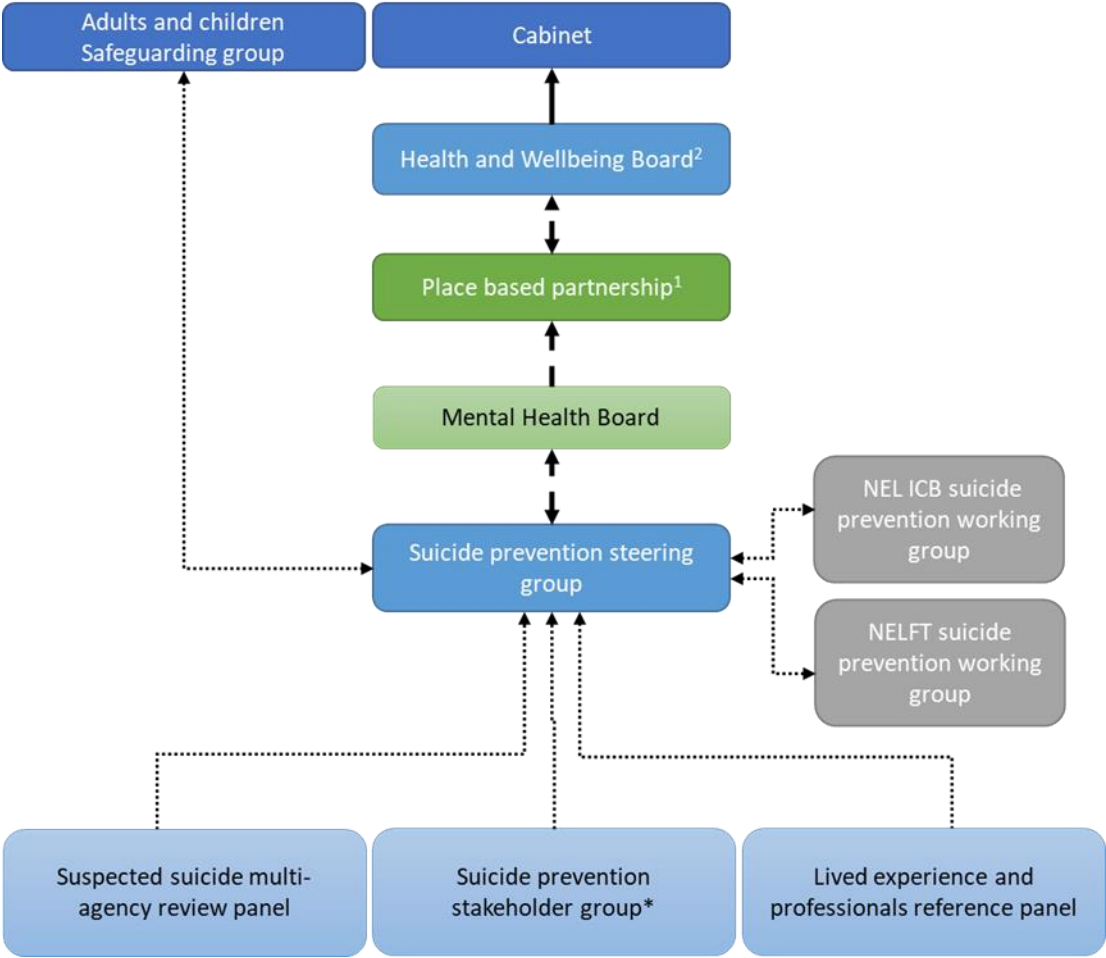 Adults and children
Safeguarding group
Cabinet
Health and Wellbeing Board²
Place based partnership¹
Mental Health Board
NEL ICB suicide
prevention working
group
Suicide prevention steering
group
NELFT suicide
prevention working
group
Suspected suicide multi-
agency review panel
Suicide prevention
stakeholder group*
Lived experience and
professionals reference panel